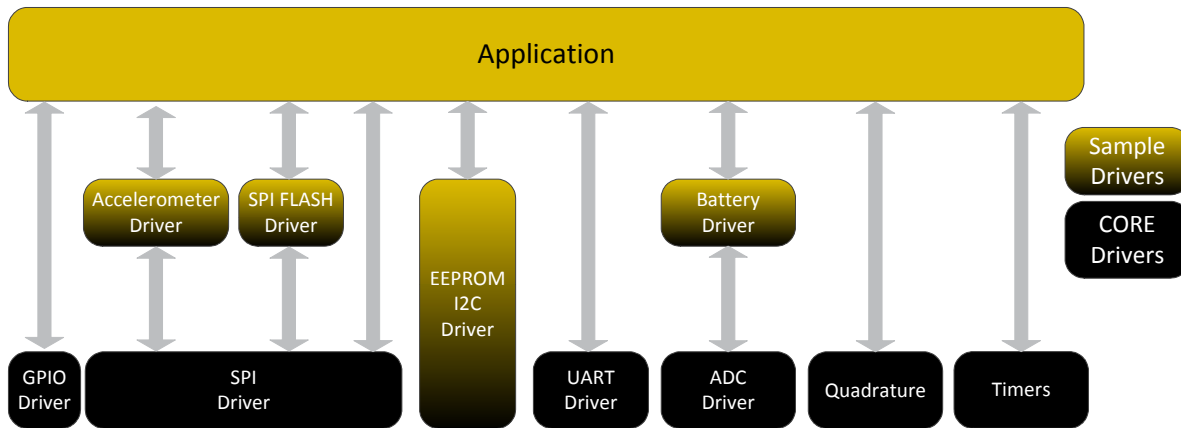 Application
Sample
Drivers
CORE
Drivers
Accelerometer
Driver
SPI FLASH
Driver
Battery
Driver
EEPROM
I2C
Driver
GPIO
Driver
SPI
Driver
UART
Driver
ADC
Driver
Quadrature
Timers